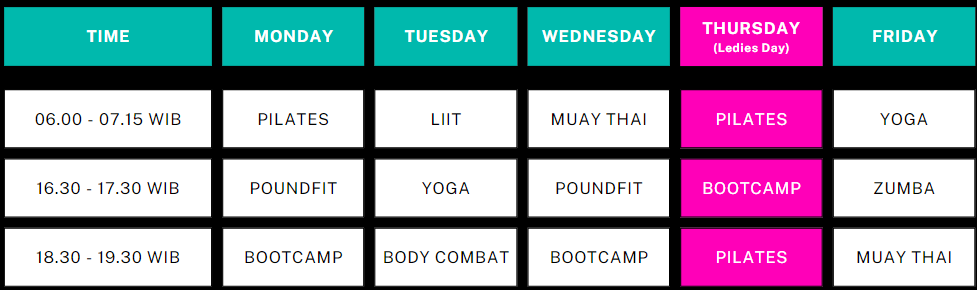 TIME MONDAY TUESDAY WEDNESDAY THURSDAY FRIDAY
(Ledies Day)
06.00 - 07.15 WIB PILATES LIIT MUAY THAI PILATES YOGA
16.30 - 17.30 WIB POUNDFIT YOGA POUNDFIT BOOTCAMP ZUMBA
18.30 - 19.30 WIB BOOTCAMP BODY COMBAT BOOTCAMP PILATES MUAY THAI